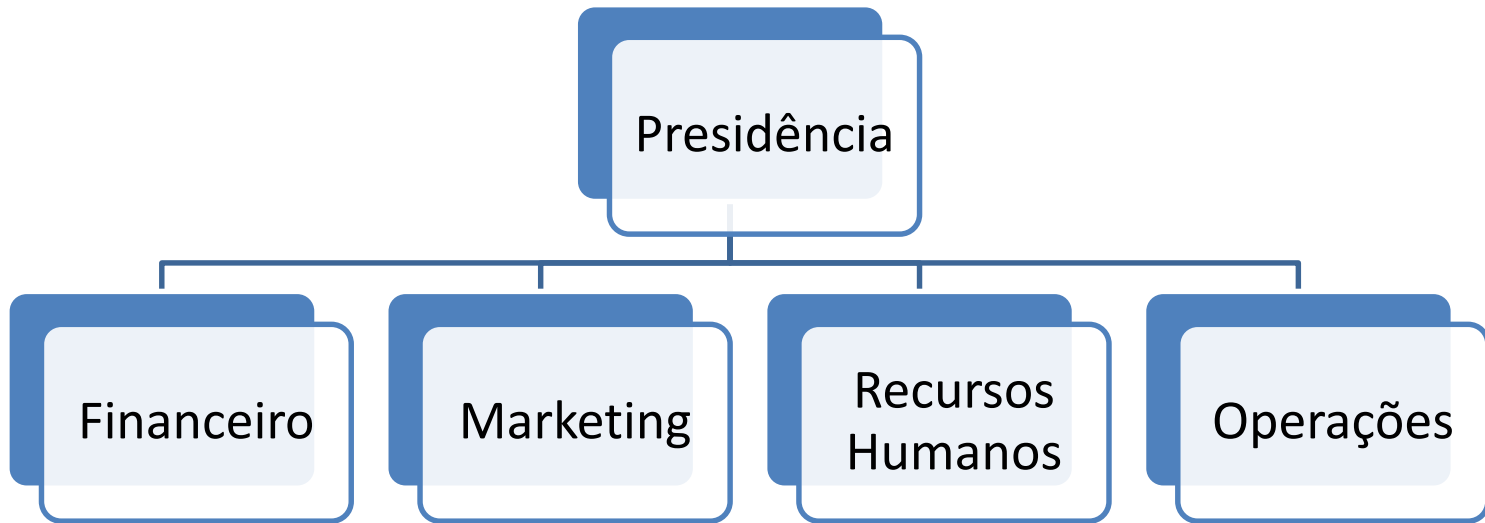 Presidência
Financeiro
Marketing
Recursos
Humanos
Operações